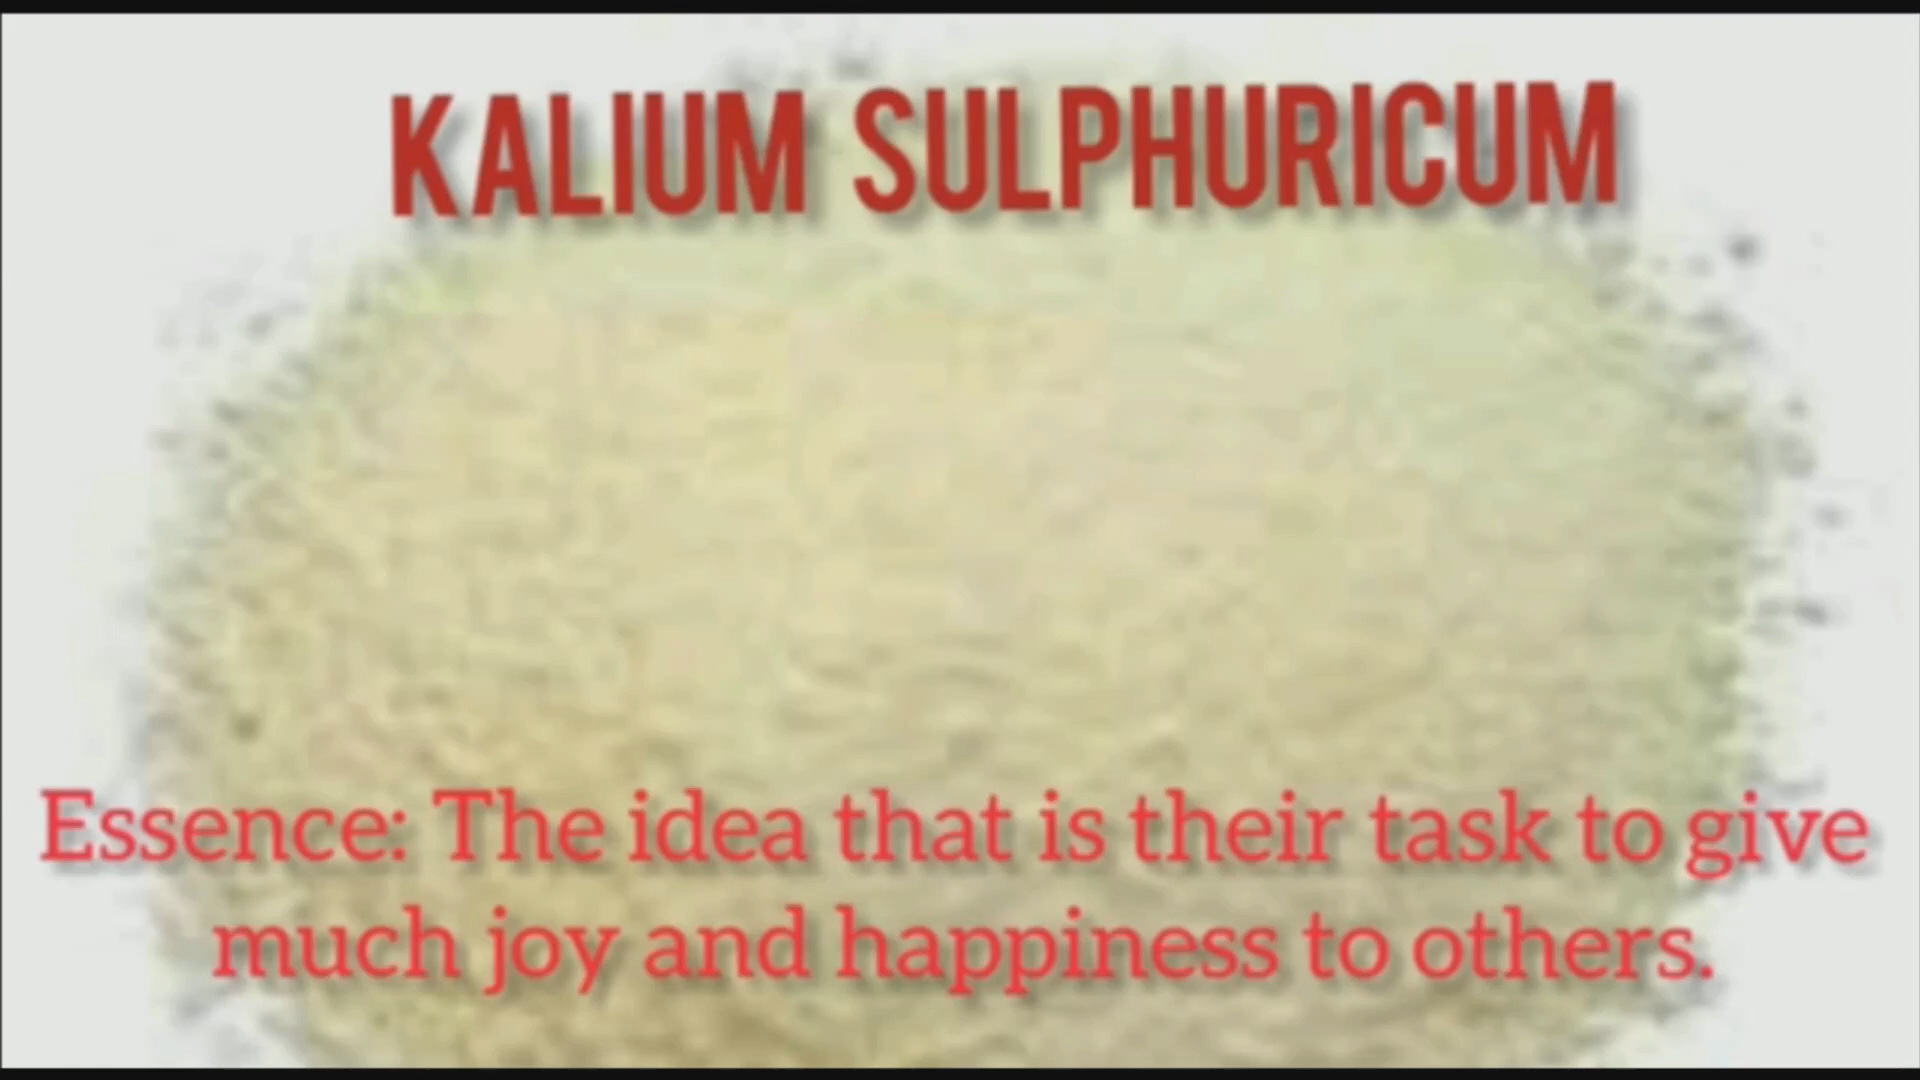 KALIUM SULPHURICUM
Essence: The idea that is their task to give
much joy and happiness to others.